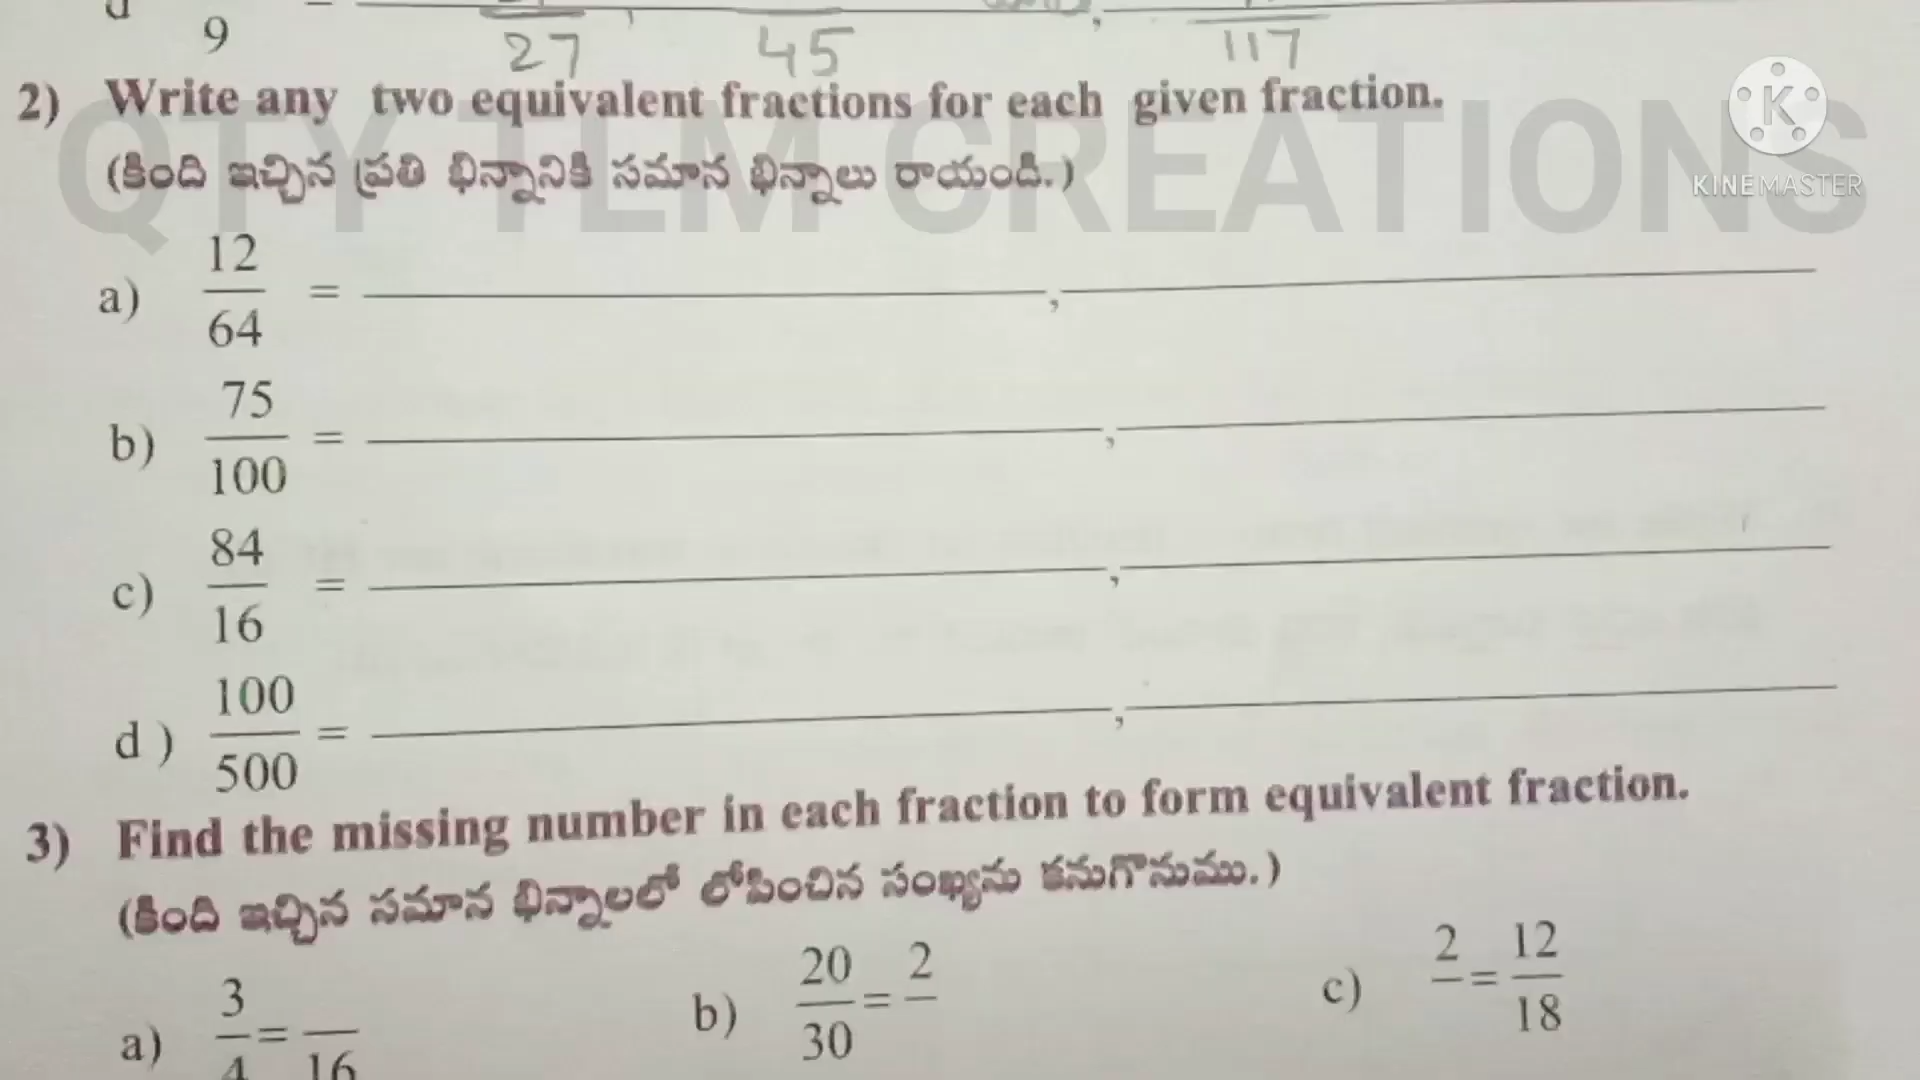 9
27 45 117
2) Write any two equivalent fractions for each given fraction.
(కింది ఇచ్చిన ప్రతి భిన్నానికి సమాన భిన్నాలు రాయండి.)
QTY TLM CREATIONS
K
KINEMASTER
a) 12/64 = ,
b) 75/100 = ,
c) 84/16 = ,
d ) 100/500 = ,
3) Find the missing number in each fraction to form equivalent fraction.
(కింది ఇచ్చిన సమాన భిన్నాలలో లోపించిన సంఖ్యను కనుగొనుము.)
a) 3/4 = /16 b) 20/30 = 2/ c) 2/ = 12/18